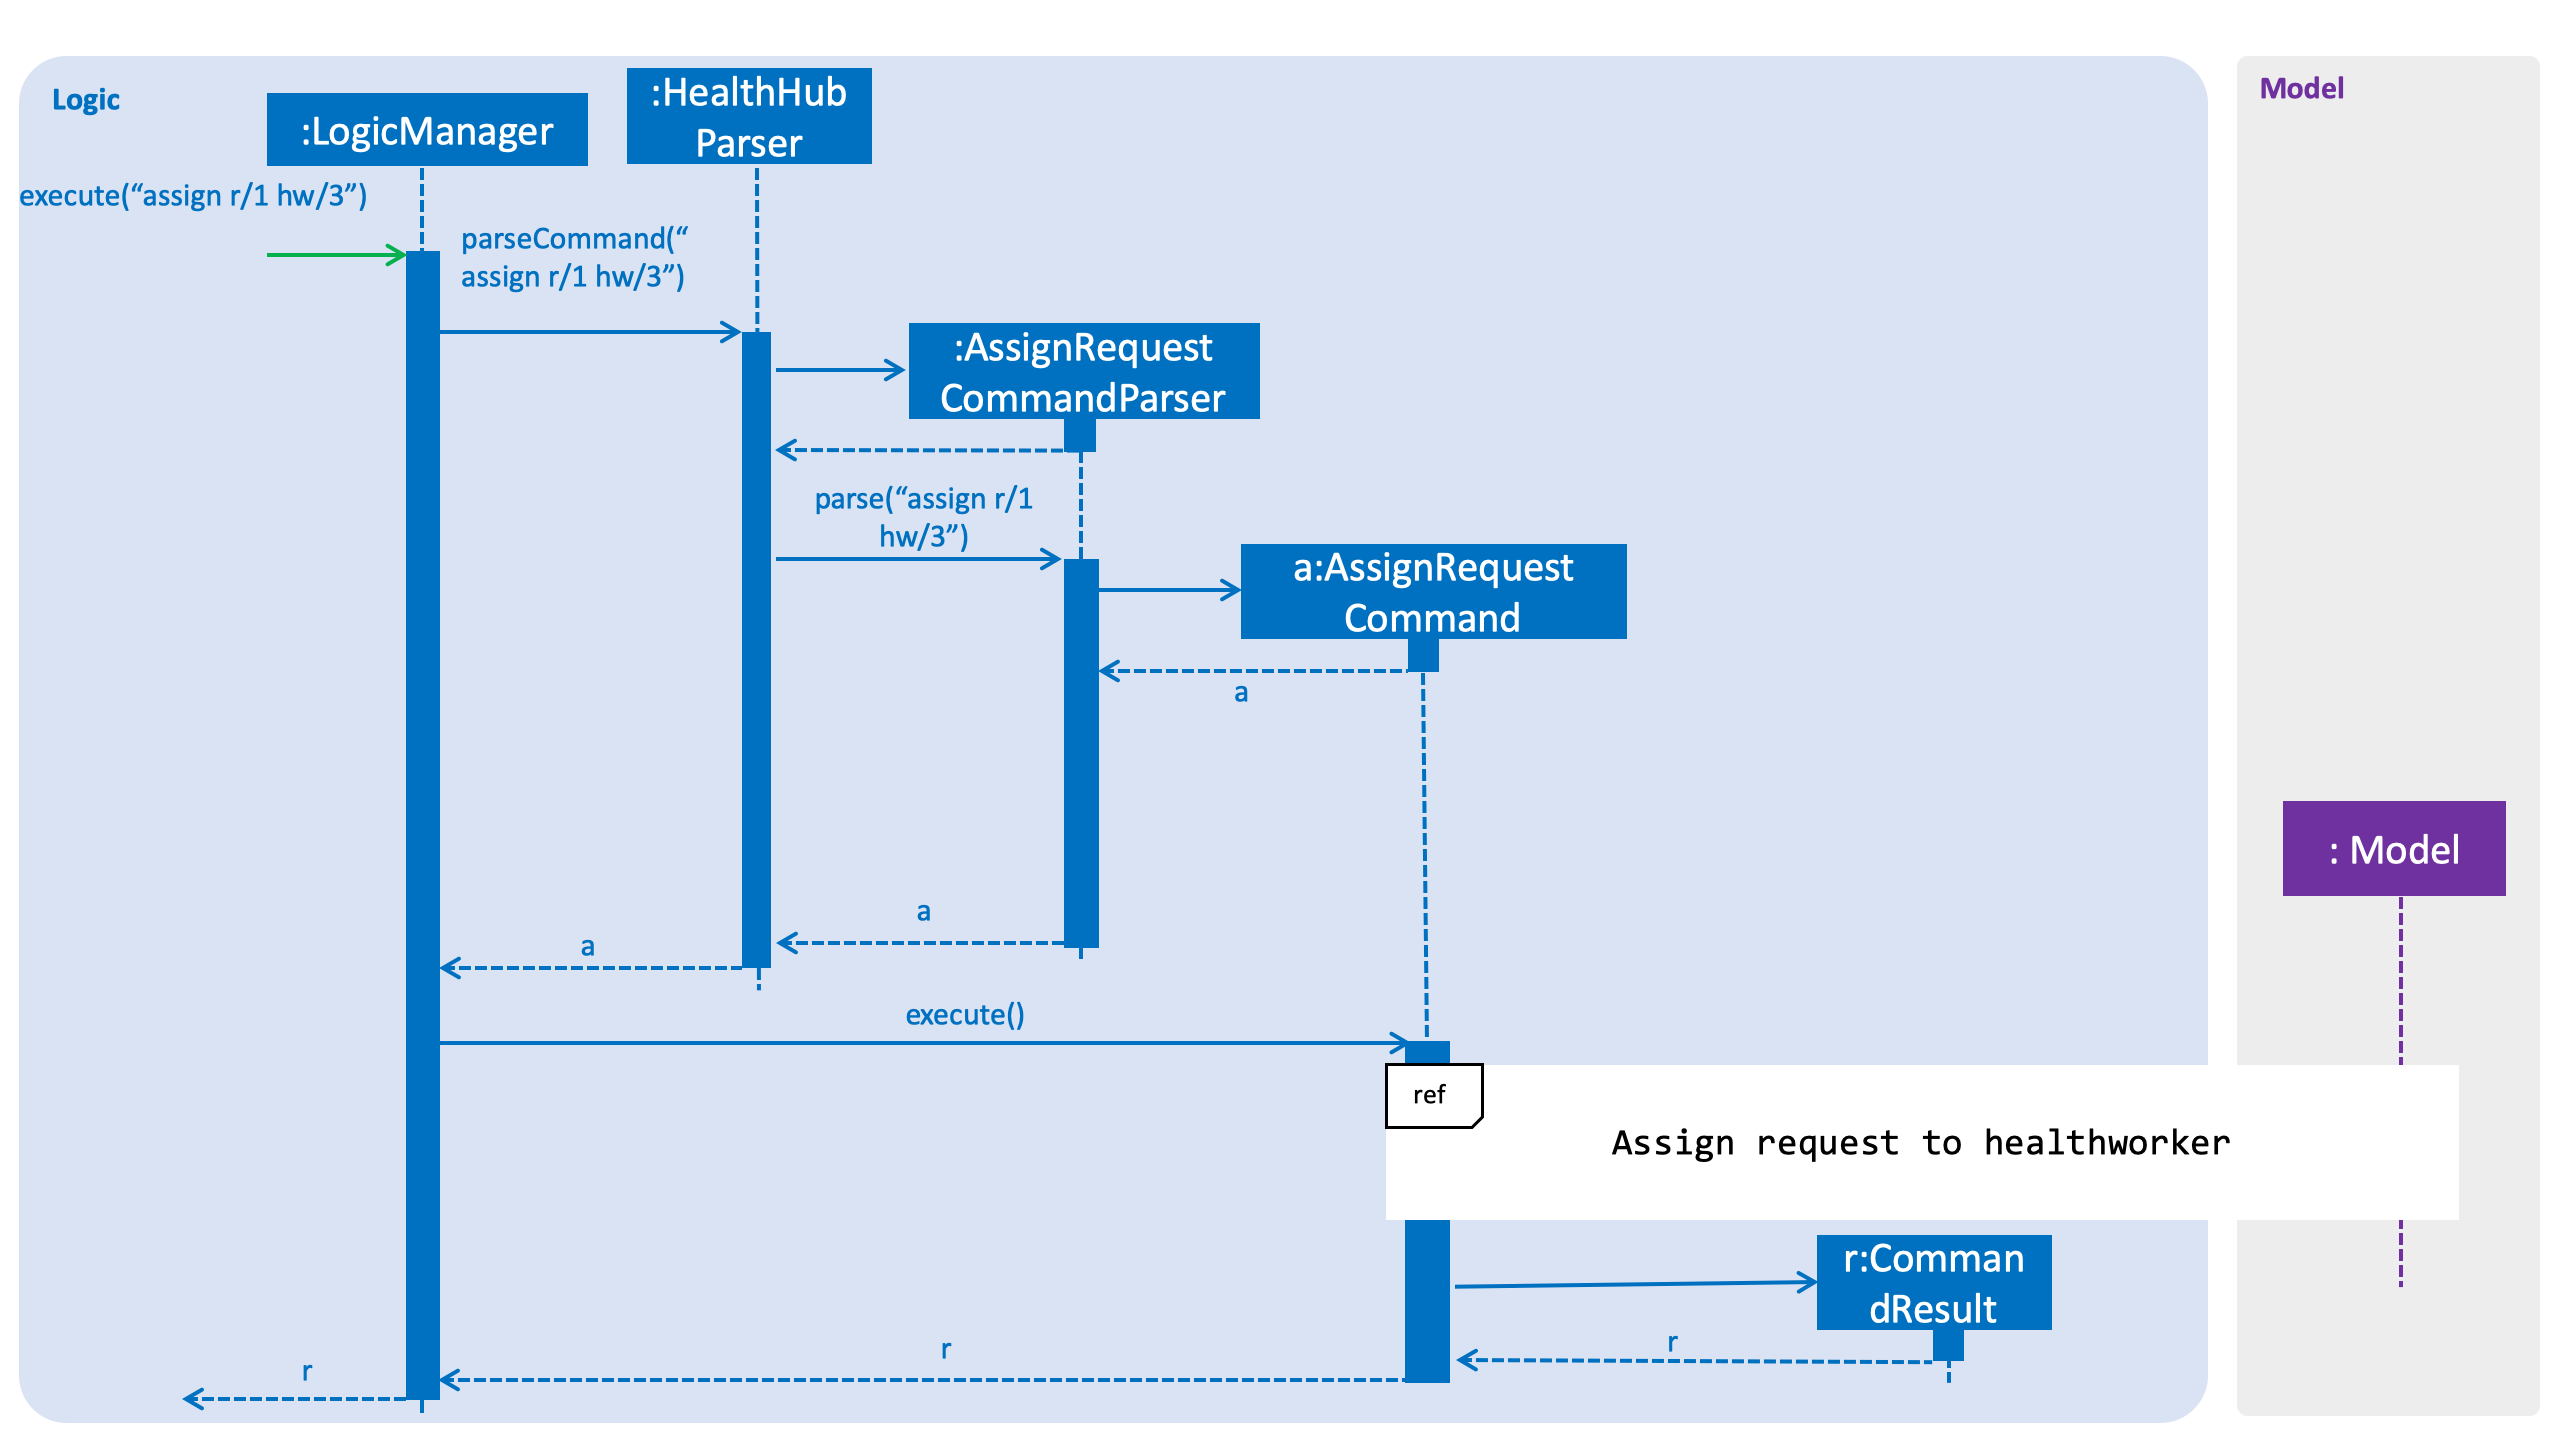 Logic
:LogicManager
:HealthHub
Parser
Model
execute(“assign r/1 hw/3”)
parseCommand(“
assign r/1 hw/3”)
:AssignRequest
CommandParser
parse(“assign r/1
hw/3”)
a:AssignRequest
Command
a
: Model
a
a
execute()
ref
Assign request to healthworker
r:Comman
dResult
r
r
r